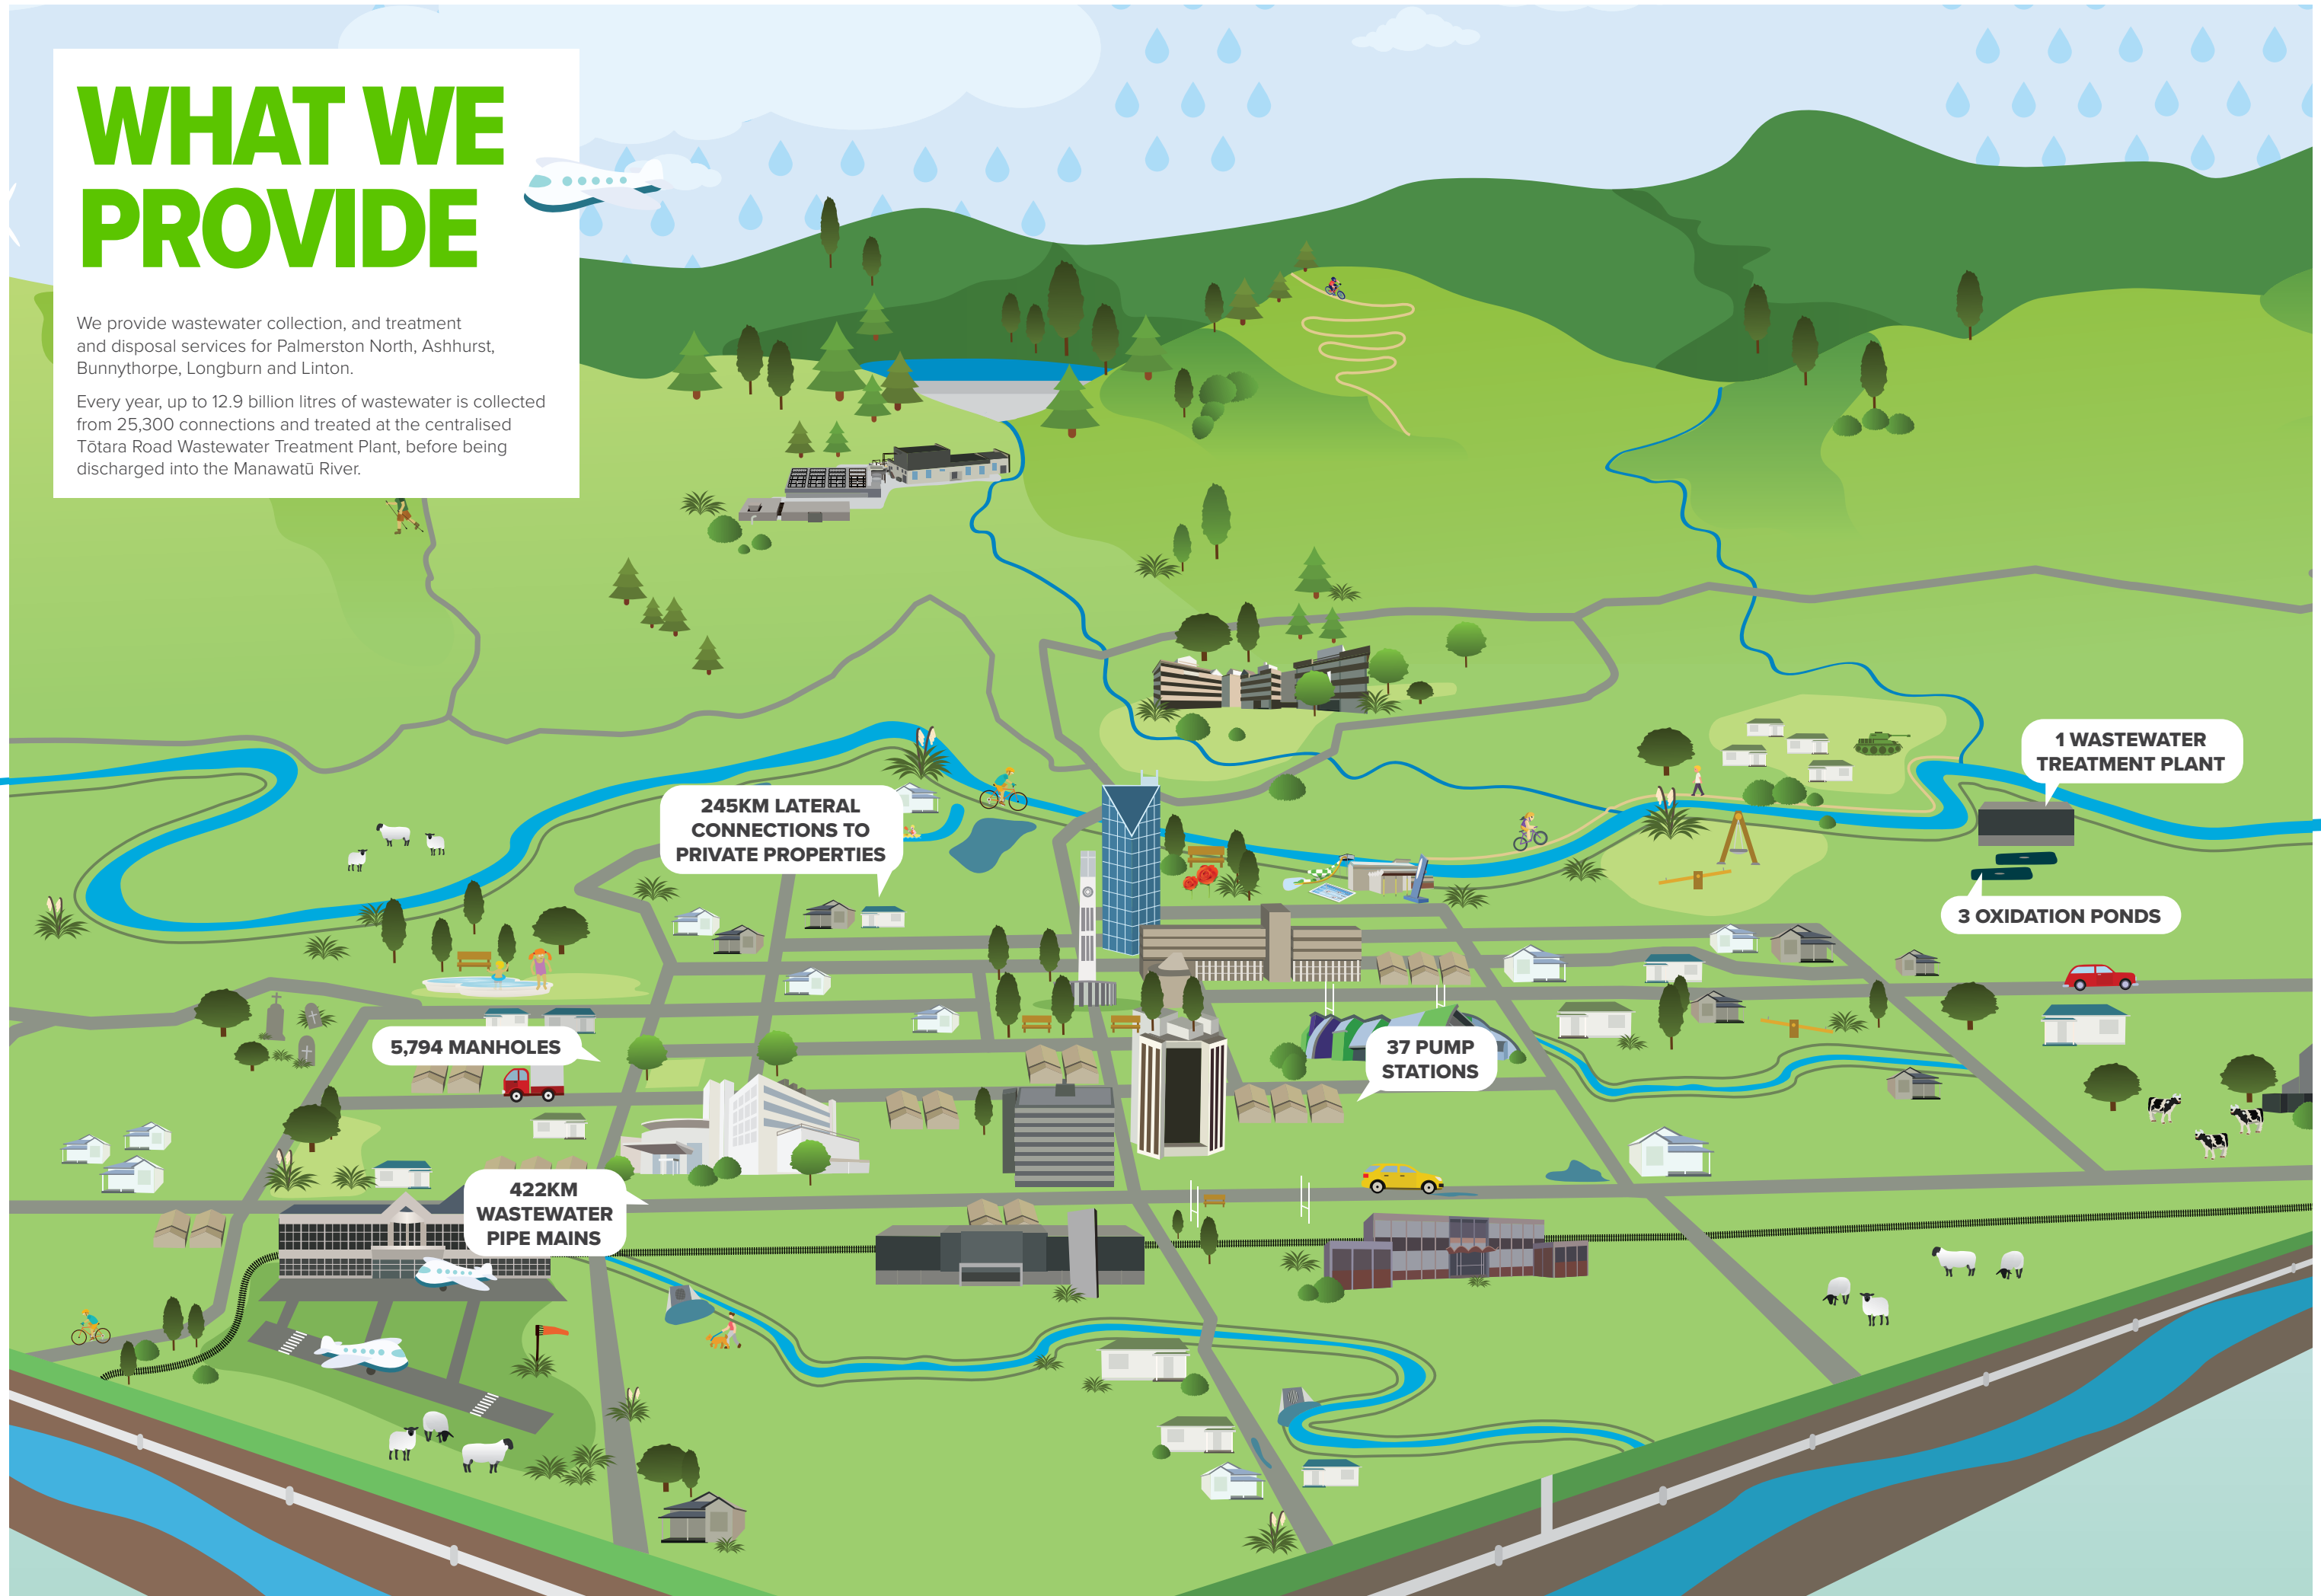 WHAT WE
PROVIDE
We provide wastewater collection, and treatment
and disposal services for Palmerston North, Ashhurst,
Bunnythorpe, Longburn and Linton.
Every year, up to 12.9 billion litres of wastewater is collected
from 25,300 connections and treated at the centralised
Tōtara Road Wastewater Treatment Plant, before being
discharged into the Manawatū River.
1 WASTEWATER
TREATMENT PLANT
245KM LATERAL
CONNECTIONS TO
PRIVATE PROPERTIES
3 OXIDATION PONDS
5,794 MANHOLES
37 PUMP
STATIONS
422KM
WASTEWATER
PIPE MAINS